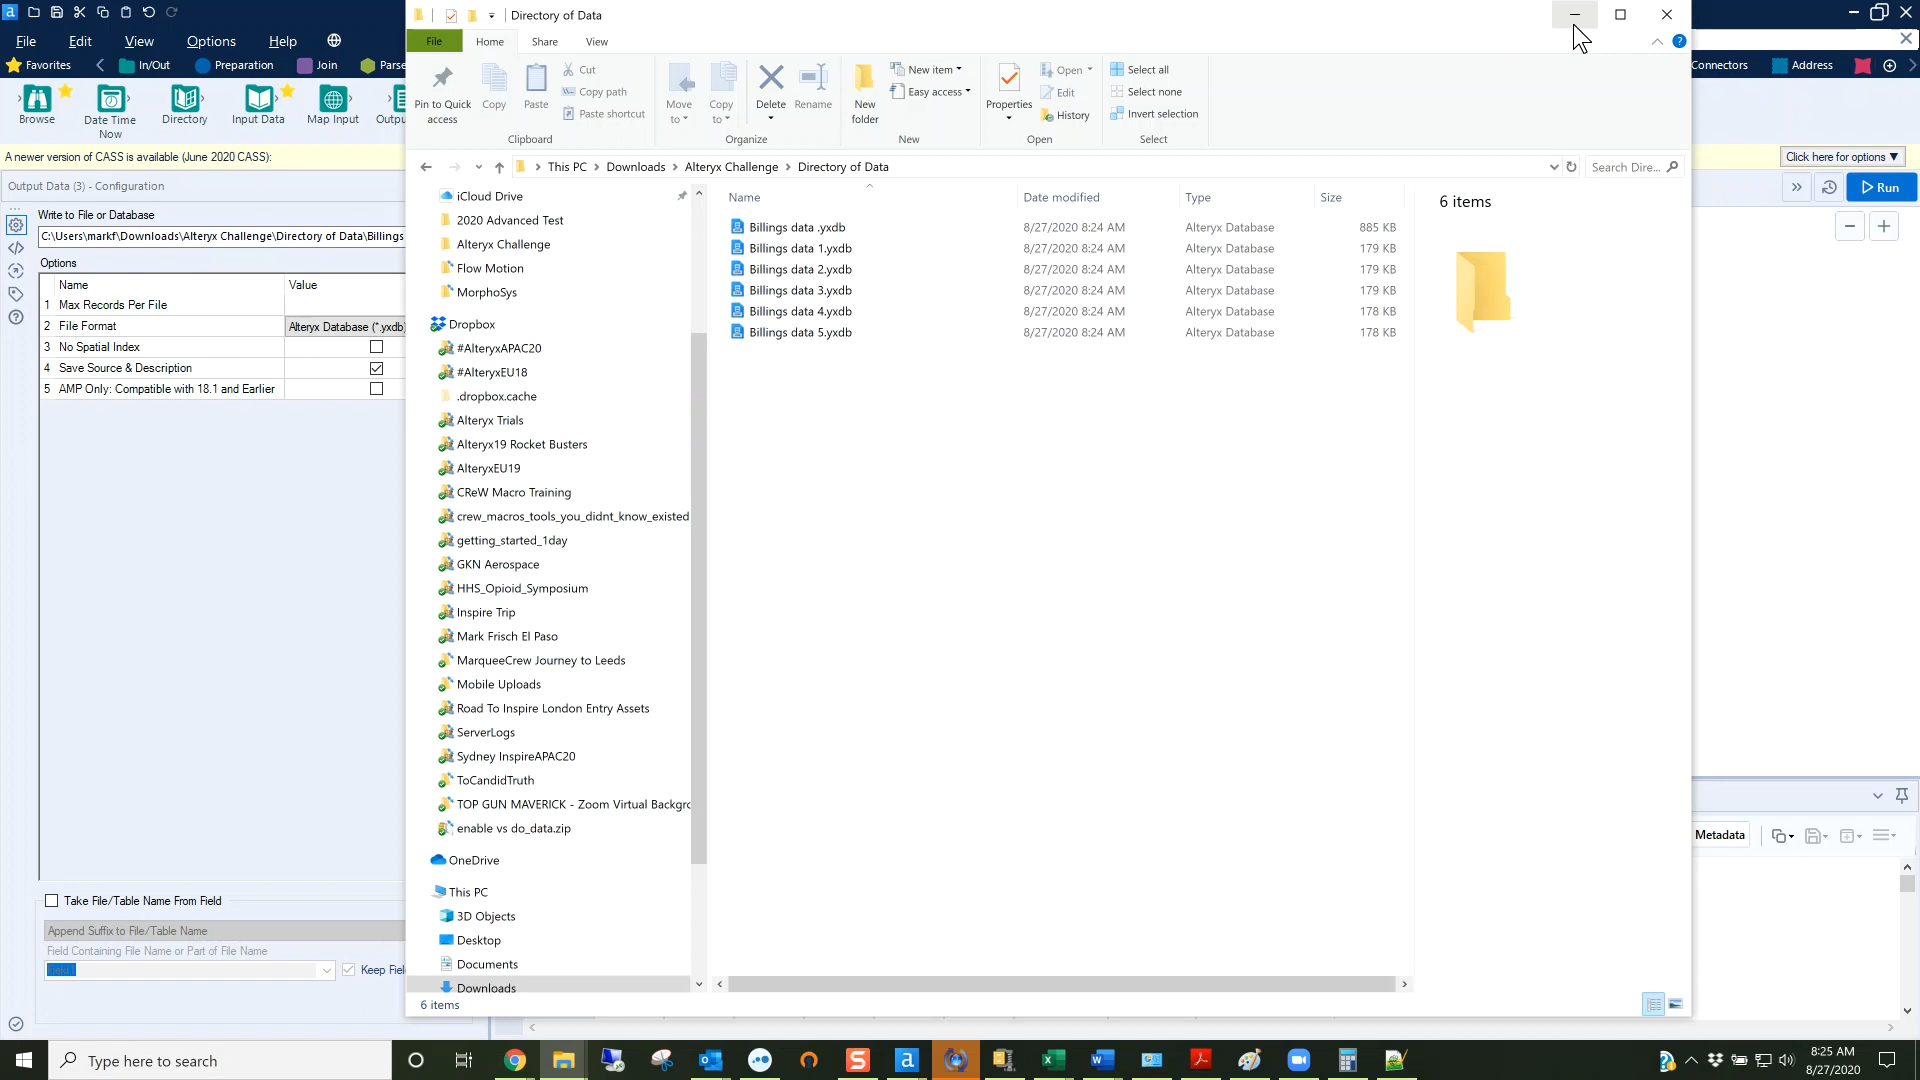 Directory of Data
File Edit View Options Help
File Home Share View
Favorites In/Out Preparation Join Parse
Connectors Address
Pin to Quick access
Copy
Paste
Cut
Copy path
Paste shortcut
Clipboard
Move to
Copy to
Delete
Rename
Organize
New folder
New item
Easy access
New
Properties
Open
Edit
History
Open
Select all
Select none
Invert selection
Select
Browse
Date Time Now
Directory
Input Data
Map Input
Outpu
A newer version of CASS is available (June 2020 CASS):
Click here for options ▼
This PC > Downloads > Alteryx Challenge > Directory of Data
Search Dire...
Output Data (3) - Configuration
Run
Write to File or Database
C:\Users\markf\Downloads\Alteryx Challenge\Directory of Data\Billings
Options
Name Value
1 Max Records Per File
2 File Format Alteryx Database (*.yxdb)
3 No Spatial Index
4 Save Source & Description
5 AMP Only: Compatible with 18.1 and Earlier
Take File/Table Name From Field
Append Suffix to File/Table Name
Field Containing File Name or Part of File Name
Keep Fiel
iCloud Drive
2020 Advanced Test
Alteryx Challenge
Flow Motion
MorphoSys
Dropbox
#AlteryxAPAC20
#AlteryxEU18
.dropbox.cache
Alteryx Trials
Alteryx19 Rocket Busters
AlteryxEU19
CReW Macro Training
crew_macros_tools_you_didnt_know_existed
getting_started_1day
GKN Aerospace
HHS_Opioid_Symposium
Inspire Trip
Mark Frisch El Paso
MarqueeCrew Journey to Leeds
Mobile Uploads
Road To Inspire London Entry Assets
ServerLogs
Sydney InspireAPAC20
ToCandidTruth
TOP GUN MAVERICK - Zoom Virtual Backgro
enable vs do_data.zip
OneDrive
This PC
3D Objects
Desktop
Documents
Downloads
6 items
Name Date modified Type Size
Billings data .yxdb 8/27/2020 8:24 AM Alteryx Database 885 KB
Billings data 1.yxdb 8/27/2020 8:24 AM Alteryx Database 179 KB
Billings data 2.yxdb 8/27/2020 8:24 AM Alteryx Database 179 KB
Billings data 3.yxdb 8/27/2020 8:24 AM Alteryx Database 179 KB
Billings data 4.yxdb 8/27/2020 8:24 AM Alteryx Database 178 KB
Billings data 5.yxdb 8/27/2020 8:24 AM Alteryx Database 178 KB
6 items
Metadata
Type here to search
8:25 AM
8/27/2020